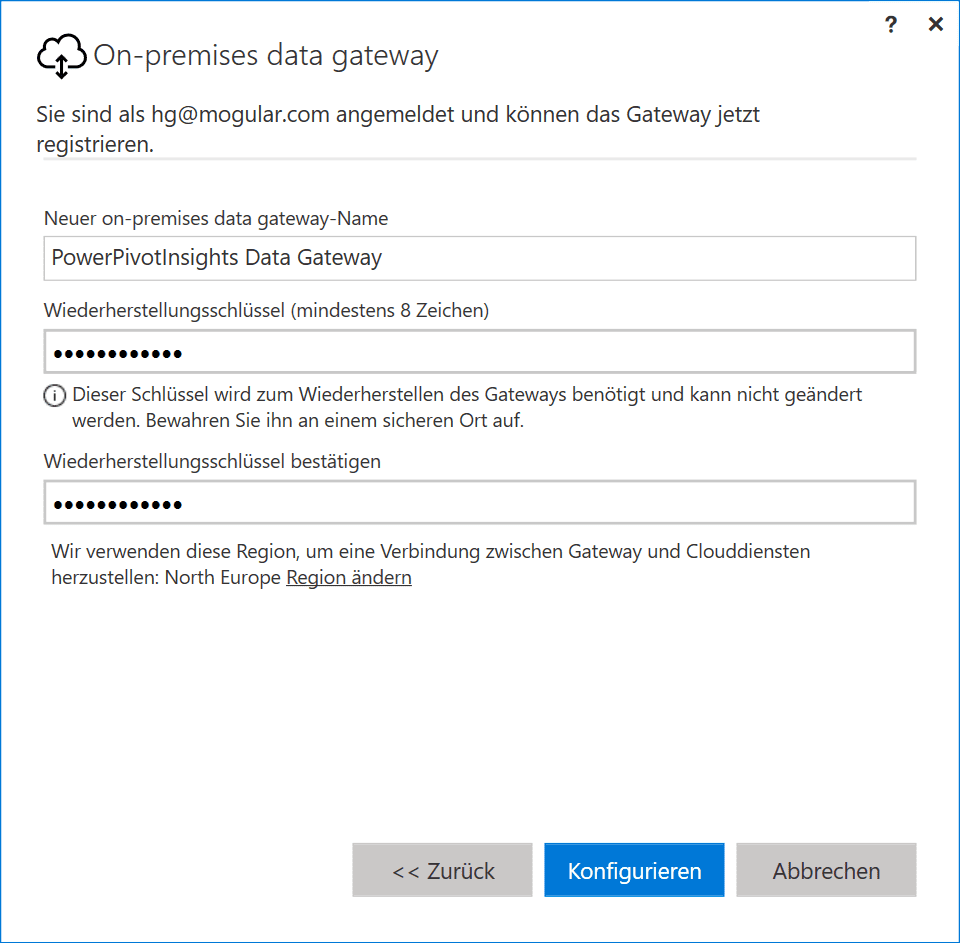 ? ×
On-premises data gateway
Sie sind als hg@mogular.com angemeldet und können das Gateway jetzt
registrieren.
Neuer on-premises data gateway-Name
PowerPivotInsights Data Gateway
Wiederherstellungsschlüssel (mindestens 8 Zeichen)
••••••••••••
Dieser Schlüssel wird zum Wiederherstellen des Gateways benötigt und kann nicht geändert
werden. Bewahren Sie ihn an einem sicheren Ort auf.
Wiederherstellungsschlüssel bestätigen
••••••••••••
Wir verwenden diese Region, um eine Verbindung zwischen Gateway und Clouddiensten
herzustellen: North Europe Region ändern
<< Zurück Konfigurieren Abbrechen